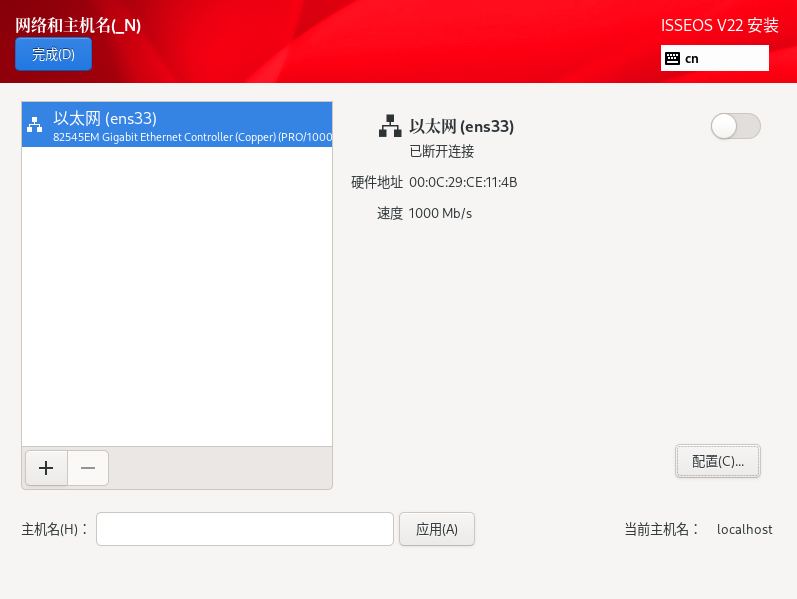 网络和主机名(_N)
ISSEOS V22 安装
完成(D)
cn
以太网 (ens33)
82545EM Gigabit Ethernet Controller (Copper) (PRO/1000
以太网 (ens33)
已断开连接
硬件地址 00:0C:29:CE:11:4B
速度 1000 Mb/s
配置(C)...
主机名(H)：
应用(A)
当前主机名： localhost